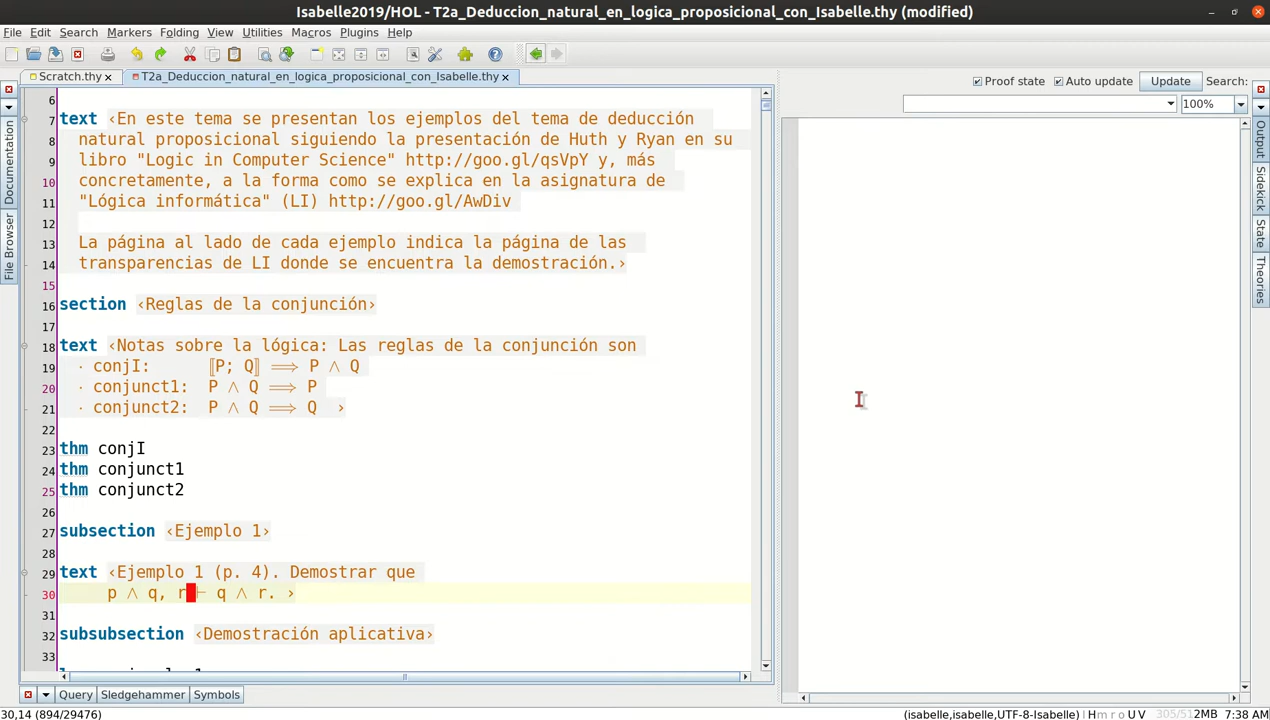 Isabelle2019/HOL - T2a_Deduccion_natural_en_logica_proposicional_con_Isabelle.thy (modified)
File Edit Search Markers Folding View Utilities Macros Plugins Help
Scratch.thy
T2a_Deduccion_natural_en_logica_proposicional_con_Isabelle.thy
Proof state
Auto update
Update
Search:
100%
Documentation
File Browser
6
7 text ‹En este tema se presentan los ejemplos del tema de deducción
8 natural proposicional siguiendo la presentación de Huth y Ryan en su
9 libro "Logic in Computer Science" http://goo.gl/qsVpY y, más
10 concretamente, a la forma como se explica en la asignatura de
11 "Lógica informática" (LI) http://goo.gl/AwDiv
12
13 La página al lado de cada ejemplo indica la página de las
14 transparencias de LI donde se encuentra la demostración.›
15
16 section ‹Reglas de la conjunción›
17
18 text ‹Notas sobre la lógica: Las reglas de la conjunción son
19 · conjI: ⟦P; Q⟧ ⟹ P ∧ Q
20 · conjunct1: P ∧ Q ⟹ P
21 · conjunct2: P ∧ Q ⟹ Q ›
22
23 thm conjI
24 thm conjunct1
25 thm conjunct2
26
27 subsection ‹Ejemplo 1›
28
29 text ‹Ejemplo 1 (p. 4). Demostrar que
30 p ∧ q, r ⊢ q ∧ r. ›
31
32 subsubsection ‹Demostración aplicativa›
33
Output
Sidekick
State
Theories
Query Sledgehammer Symbols
30,14 (894/29476)
(isabelle,isabelle,UTF-8-Isabelle) | H m r o U V 305/512MB 7:38 AM